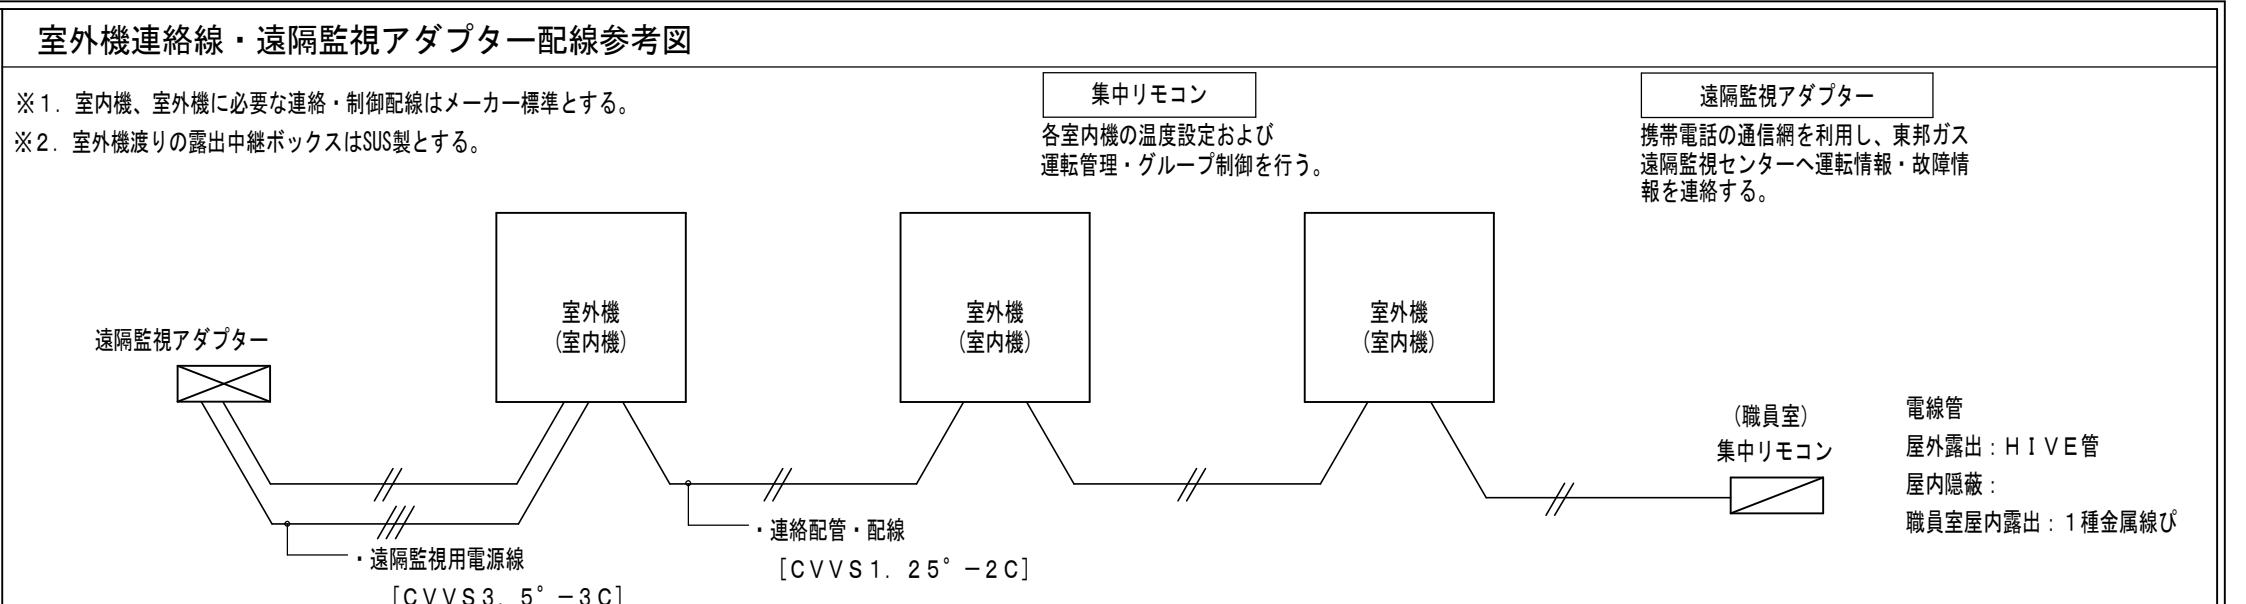 室外機連絡線・遠隔監視アダプター配線参考図
※１．室内機、室外機に必要な連絡・制御配線はメーカー標準とする。
※２．室外機渡りの露出中継ボックスはSUS製とする。
集中リモコン
各室内機の温度設定および
運転管理・グループ制御を行う。
遠隔監視アダプター
携帯電話の通信網を利用し、東邦ガス
遠隔監視センターへ運転情報・故障情
報を連絡する。
遠隔監視アダプター
室外機
(室内機)
室外機
(室内機)
室外機
(室内機)
(職員室)
集中リモコン
電線管
屋外露出：ＨＩＶＥ管
屋内隠蔽：
職員室屋内露出：１種金属線ぴ
・連絡配管・配線
[ＣＶＶＳ１．２５°－２Ｃ]
・遠隔監視用電源線
[ＣＶＶＳ３．５°－３Ｃ]